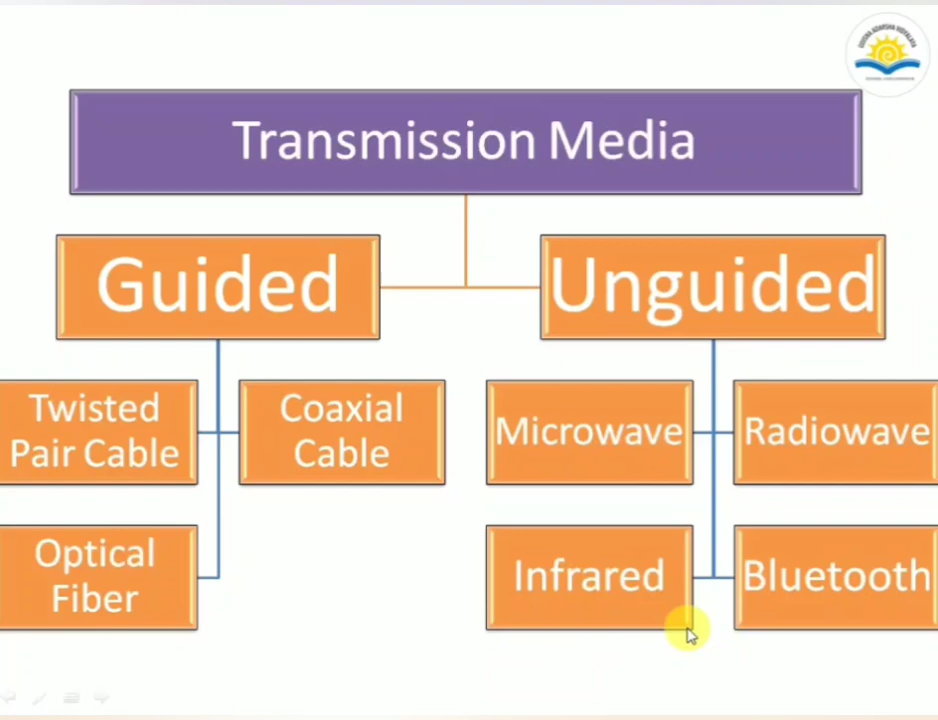 Transmission Media
Guided
Unguided
Twisted
Pair Cable
Coaxial
Cable
Microwave
Radiowave
Optical
Fiber
Infrared
Bluetooth